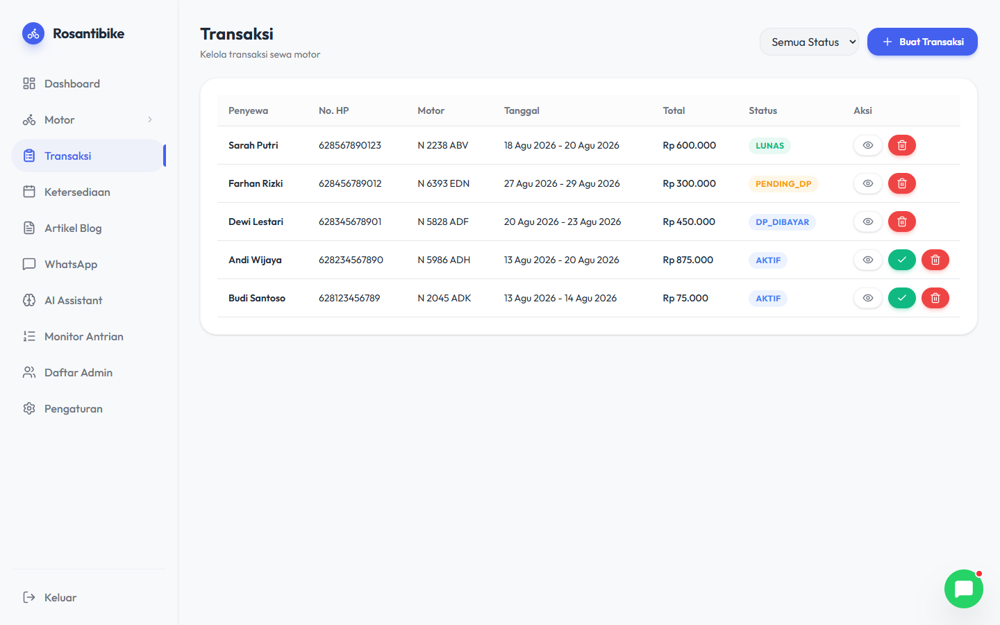 Rosantibike
Dashboard
Motor
Transaksi
Ketersediaan
Artikel Blog
WhatsApp
AI Assistant
Monitor Antrian
Daftar Admin
Pengaturan
Keluar
Transaksi
Kelola transaksi sewa motor
Semua Status
Buat Transaksi
Penyewa No. HP Motor Tanggal Total Status Aksi
Sarah Putri 628567890123 N 2238 ABV 18 Agu 2026 - 20 Agu 2026 Rp 600.000 LUNAS
Farhan Rizki 628456789012 N 6393 EDN 27 Agu 2026 - 29 Agu 2026 Rp 300.000 PENDING_DP
Dewi Lestari 628345678901 N 5828 ADF 20 Agu 2026 - 23 Agu 2026 Rp 450.000 DP_DIBAYAR
Andi Wijaya 628234567890 N 5986 ADH 13 Agu 2026 - 20 Agu 2026 Rp 875.000 AKTIF
Budi Santoso 628123456789 N 2045 ADK 13 Agu 2026 - 14 Agu 2026 Rp 75.000 AKTIF